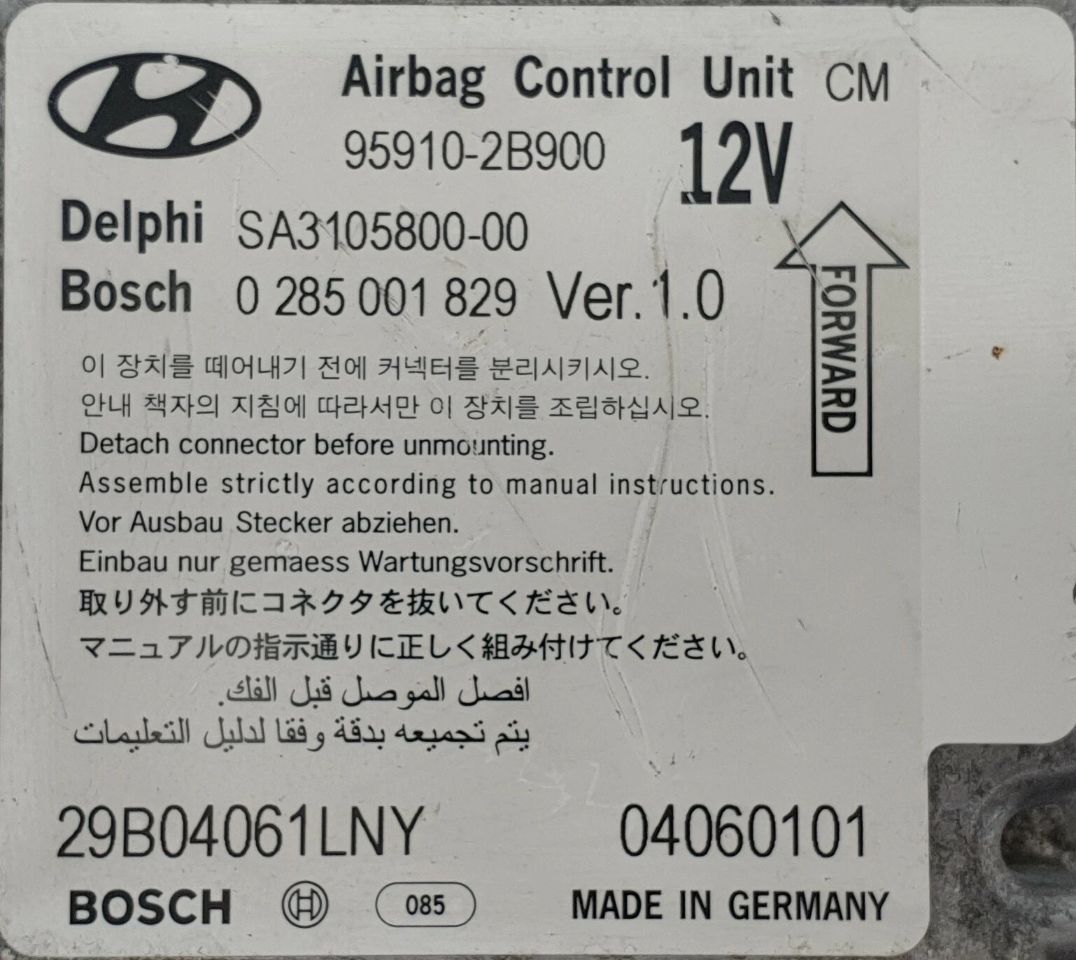 Airbag Control Unit CM
95910-2B900 12V
Delphi SA3105800-00
Bosch 0 285 001 829 Ver.1.0
FORWARD
이 장치를 떼어내기 전에 커넥터를 분리시키시오.
안내 책자의 지침에 따라서만 이 장치를 조립하십시오.
Detach connector before unmounting.
Assemble strictly according to manual instructions.
Vor Ausbau Stecker abziehen.
Einbau nur gemaess Wartungsvorschrift.
取り外す前にコネクタを抜いてください。
マニュアルの指示通りに正しく組み付けてください。
افصل الموصل قبل الفك.
يتم تجميعه بدقة وفقا لدليل التعليمات
29B04061LNY 04060101
BOSCH 085 MADE IN GERMANY